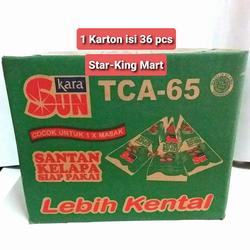 1 Karton isi 36 pcs
Star-King Mart
kara
SUN
TCA-65
COCOK UNTUK 1 X MASAK
SANTAN
KELAPA
SIAP PAKAI
Lebih Kental